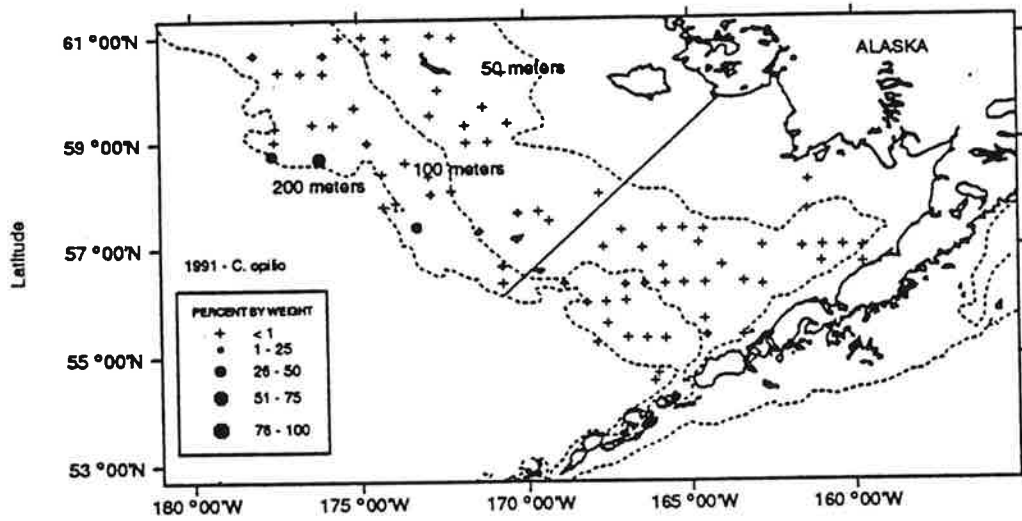 61 °00'N
59 °00'N
57 °00'N
55 °00'N
53 °00'N
Latitude
ALASKA
50 meters
100 meters
200 meters
1991 - C. opilio
PERCENT BY WEIGHT
< 1
1 - 25
26 - 50
51 - 75
76 - 100
180 °00'W
175 °00'W
170 °00'W
165 °00'W
160 °00'W